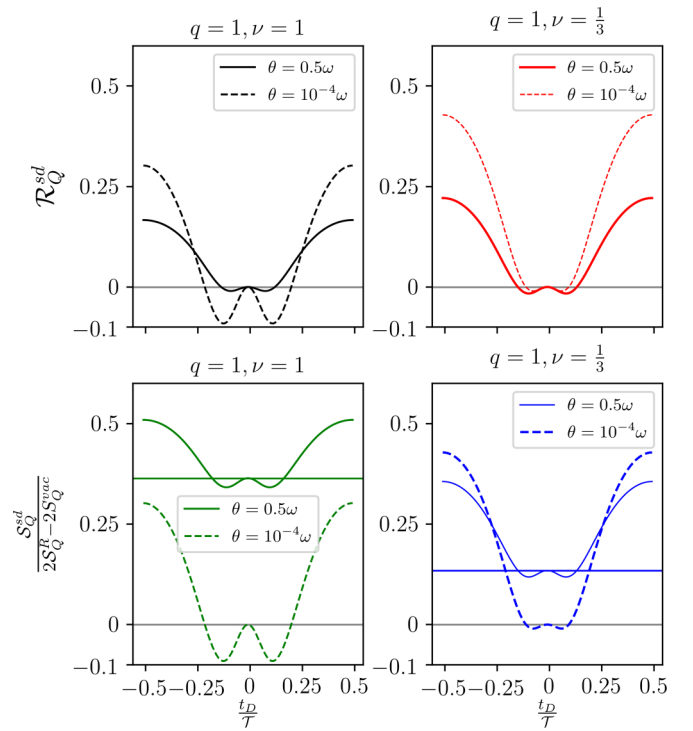 q = 1, ν = 1
q = 1, ν = 1/3
θ = 0.5ω
θ = 10⁻⁴ω
θ = 0.5ω
θ = 10⁻⁴ω
0.5
0.25
0
−0.1
0.5
0.25
0
−0.1
ℛ_Q^{sd}
q = 1, ν = 1
q = 1, ν = 1/3
θ = 0.5ω
θ = 10⁻⁴ω
θ = 0.5ω
θ = 10⁻⁴ω
0.5
0.25
0
−0.1
0.5
0.25
0
−0.1
𝒮_Q^{sd} / (2𝒮_Q^R − 2S_Q^{vac})
−0.5 −0.25 0 0.25 0.5
−0.5 −0.25 0 0.25 0.5
t_D/𝒯
t_D/𝒯